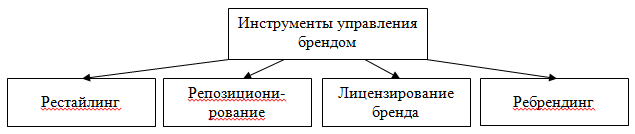 Инструменты управления
брендом
Рестайлинг
Репозициони-
рование
Лицензирование
бренда
Ребрендинг